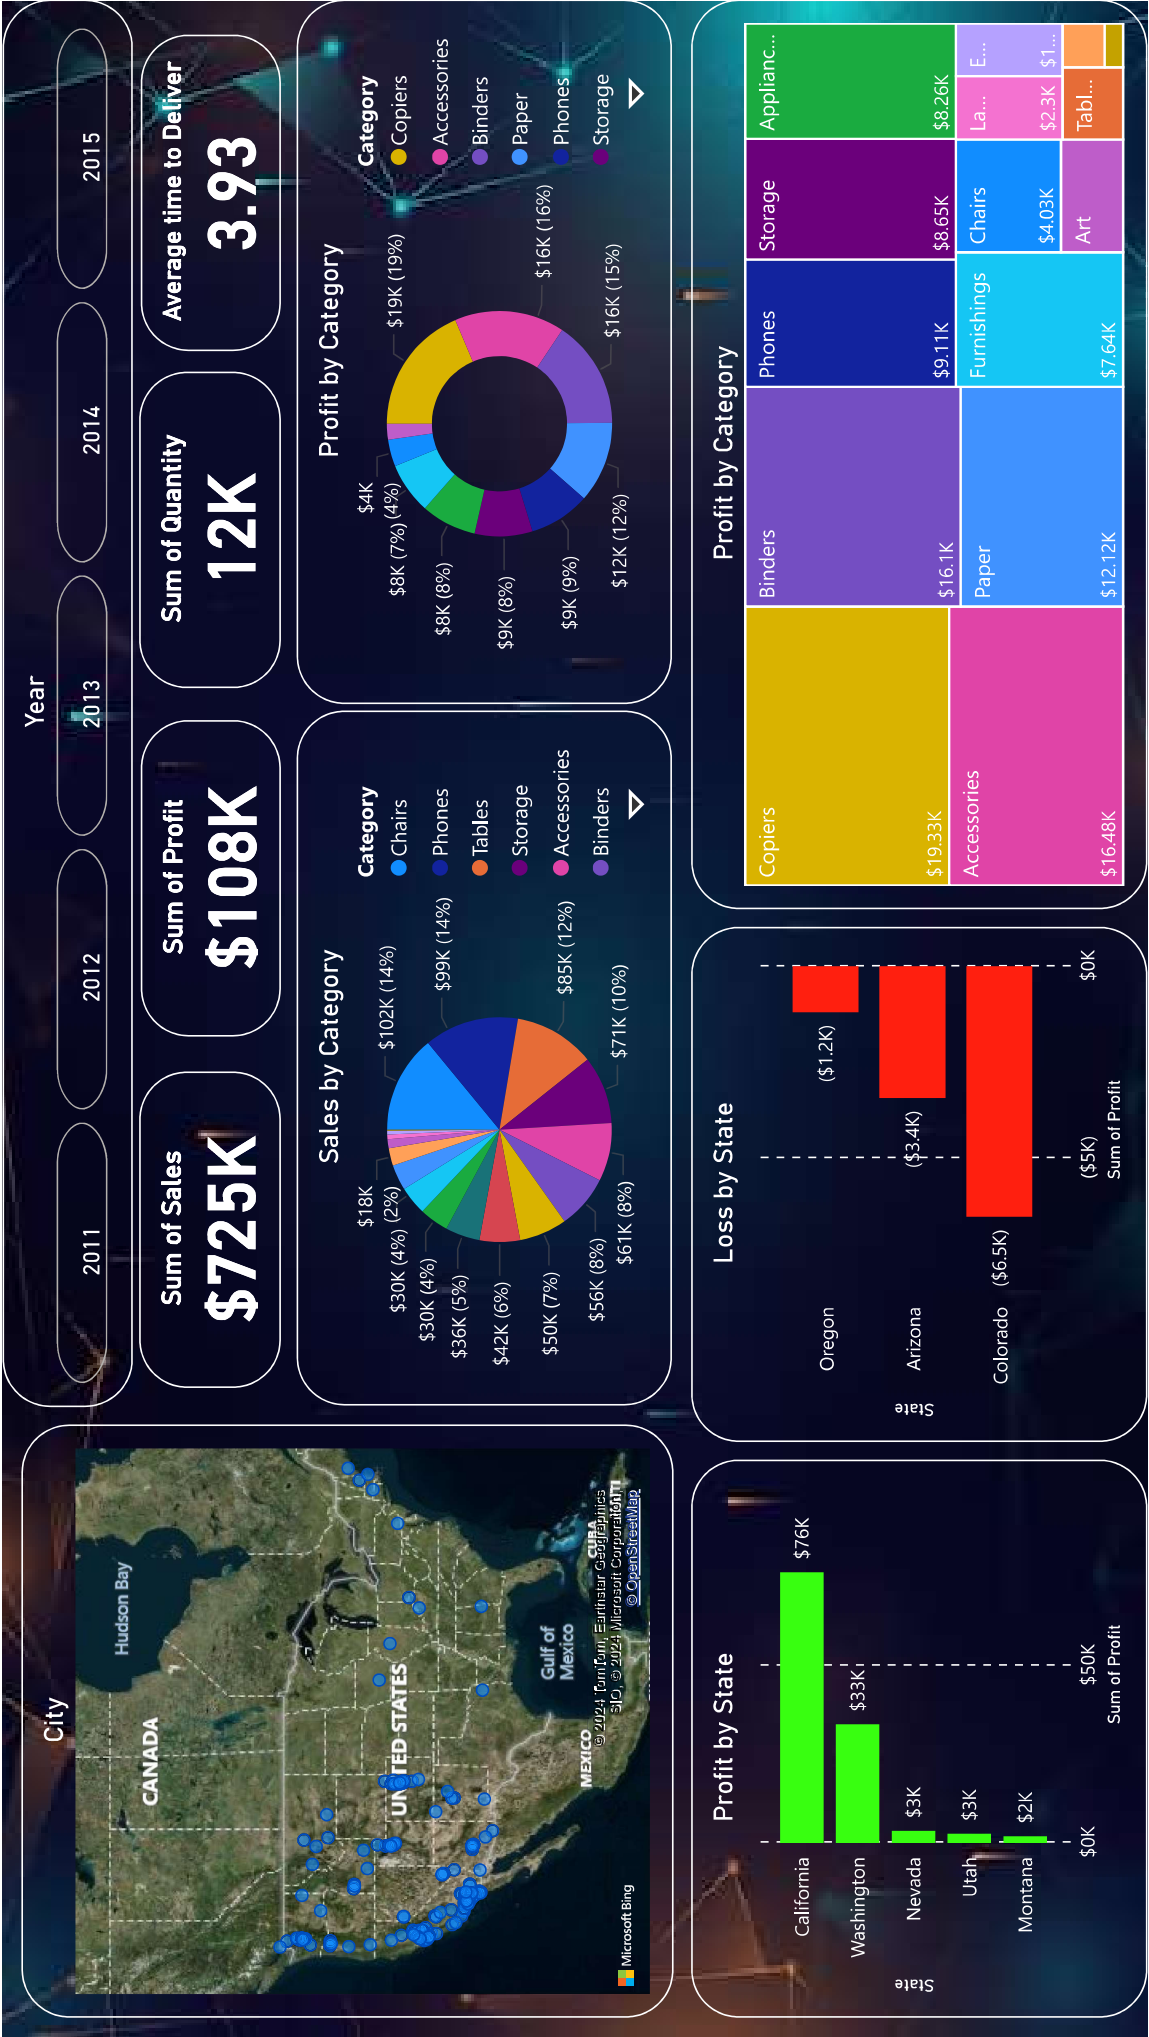 City
Hudson Bay
CANADA
UNITED STATES
Gulf of
Mexico
MEXICO
CUBA
© 2024 TomTom, Earthstar Geographics
SIO, © 2024 Microsoft Corporation,
© OpenStreetMap
Microsoft Bing
Year
2011
2012
2013
2014
2015
Sum of Sales
$725K
Sum of Profit
$108K
Sum of Quantity
12K
Average time to Deliver
3.93
Sales by Category
$102K (14%)
$99K (14%)
$85K (12%)
$71K (10%)
$61K (8%)
$56K (8%)
$50K (7%)
$42K (6%)
$36K (5%)
$30K (4%)
$30K (4%)
$18K
(2%)
Category
Chairs
Phones
Tables
Storage
Accessories
Binders
Profit by Category
$19K (19%)
$16K (16%)
$16K (15%)
$12K (12%)
$9K (9%)
$9K (8%)
$8K (8%)
$8K (7%)
$4K
(4%)
Category
Copiers
Accessories
Binders
Paper
Phones
Storage
Profit by State
State
California
Washington
Nevada
Utah
Montana
$76K
$33K
$3K
$3K
$2K
$0K
$50K
Sum of Profit
Loss by State
State
Oregon
Arizona
Colorado
($1.2K)
($3.4K)
($6.5K)
($5K)
$0K
Sum of Profit
Profit by Category
Copiers
$19.33K
Accessories
$16.48K
Binders
$16.1K
Paper
$12.12K
Phones
$9.11K
Storage
$8.65K
Applianc...
$8.26K
Furnishings
$7.64K
Chairs
$4.03K
Art
La...
$2.3K
E...
$1...
Tabl...